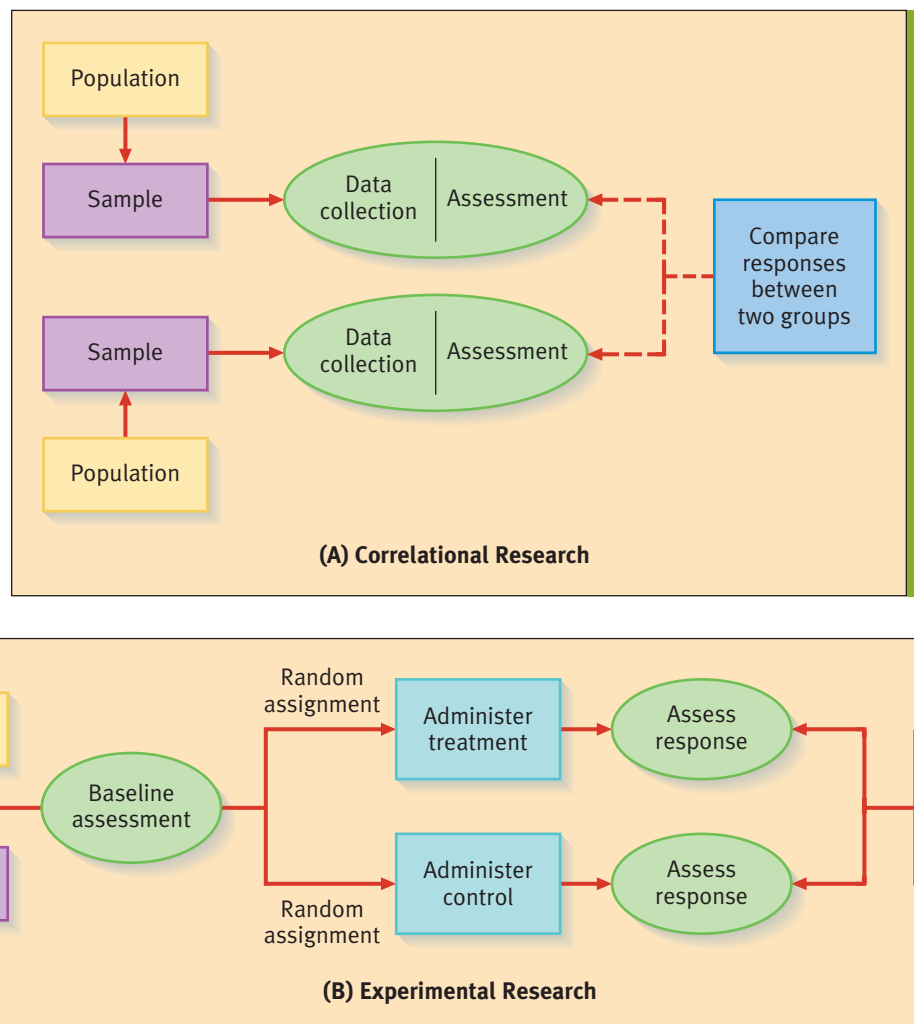 Population
Sample
Data
collection
Assessment
Compare
responses
between
two groups
Sample
Data
collection
Assessment
Population
(A) Correlational Research
Random
assignment
Administer
treatment
Assess
response
Baseline
assessment
Administer
control
Assess
response
Random
assignment
(B) Experimental Research